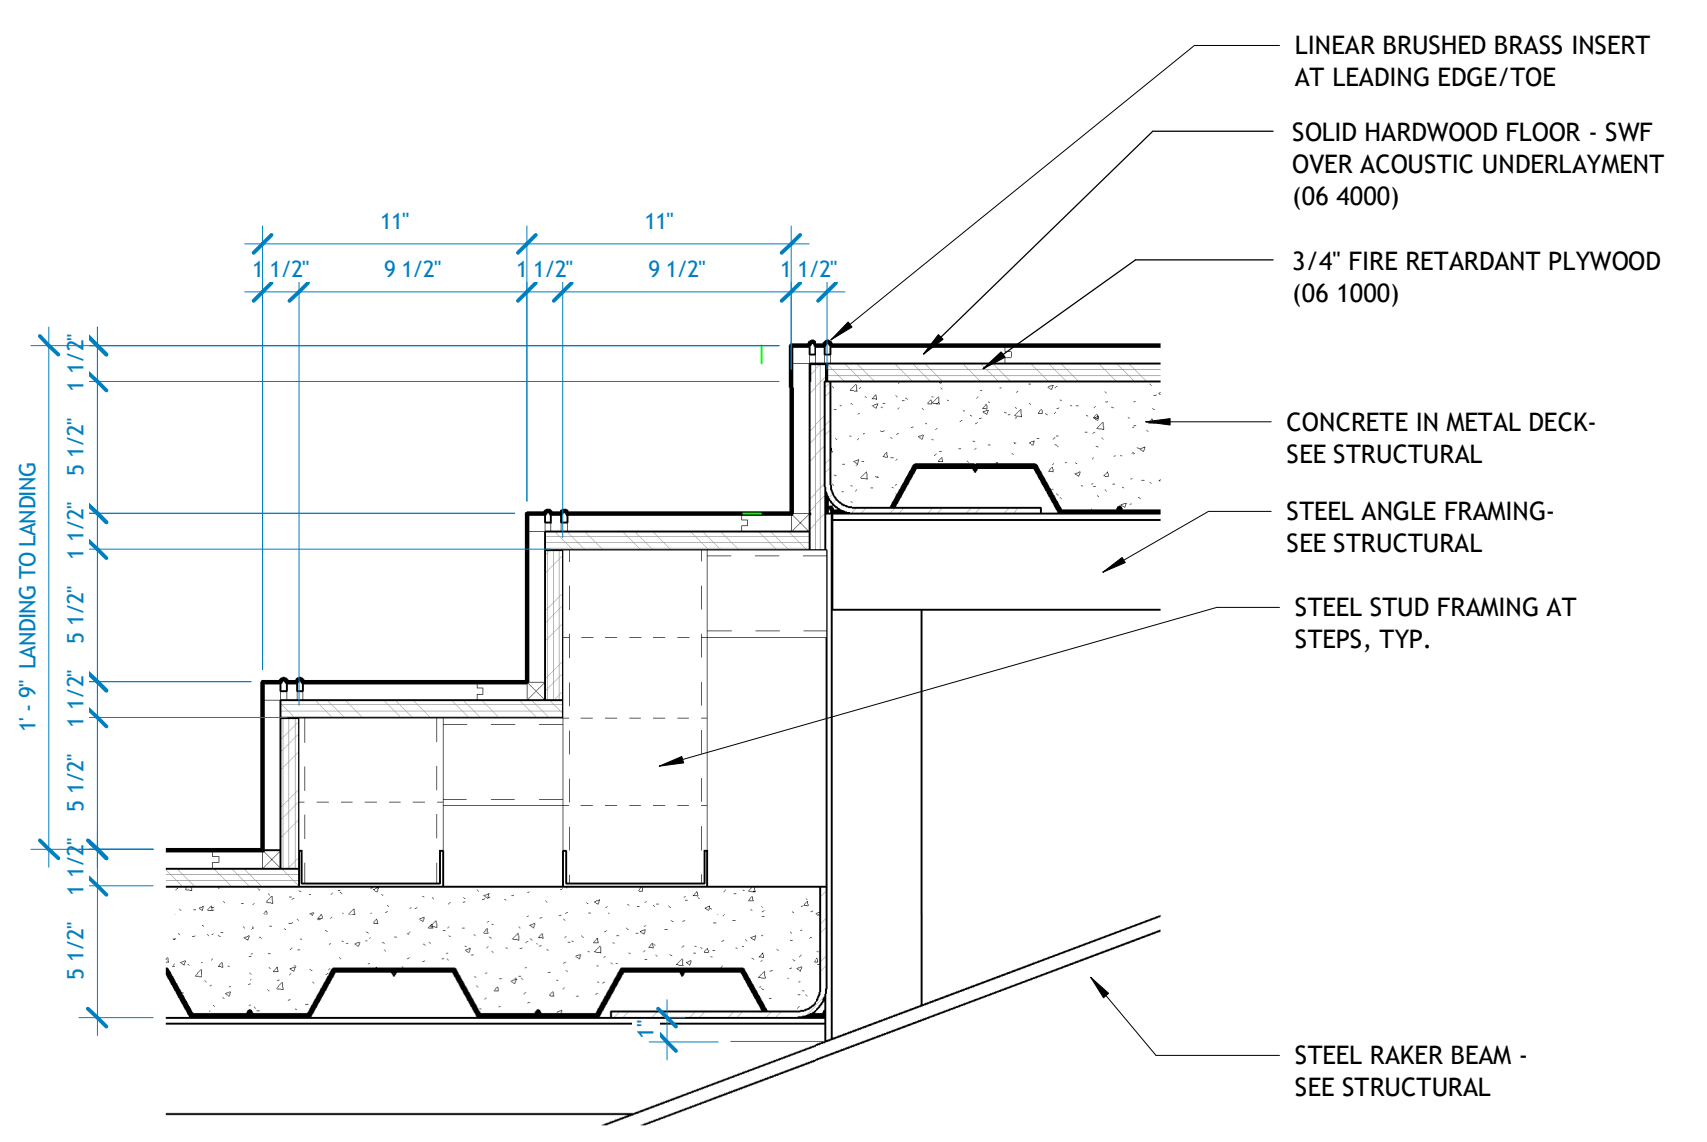 LINEAR BRUSHED BRASS INSERT
AT LEADING EDGE/TOE
SOLID HARDWOOD FLOOR - SWF
OVER ACOUSTIC UNDERLAYMENT
(06 4000)
3/4" FIRE RETARDANT PLYWOOD
(06 1000)
CONCRETE IN METAL DECK-
SEE STRUCTURAL
STEEL ANGLE FRAMING-
SEE STRUCTURAL
STEEL STUD FRAMING AT
STEPS, TYP.
STEEL RAKER BEAM -
SEE STRUCTURAL
11"
11"
1 1/2"
9 1/2"
1 1/2"
9 1/2"
1 1/2"
1 1/2"
5 1/2"
1 1/2"
5 1/2"
1 1/2"
5 1/2"
1 1/2"
5 1/2"
1' - 9" LANDING TO LANDING
1"